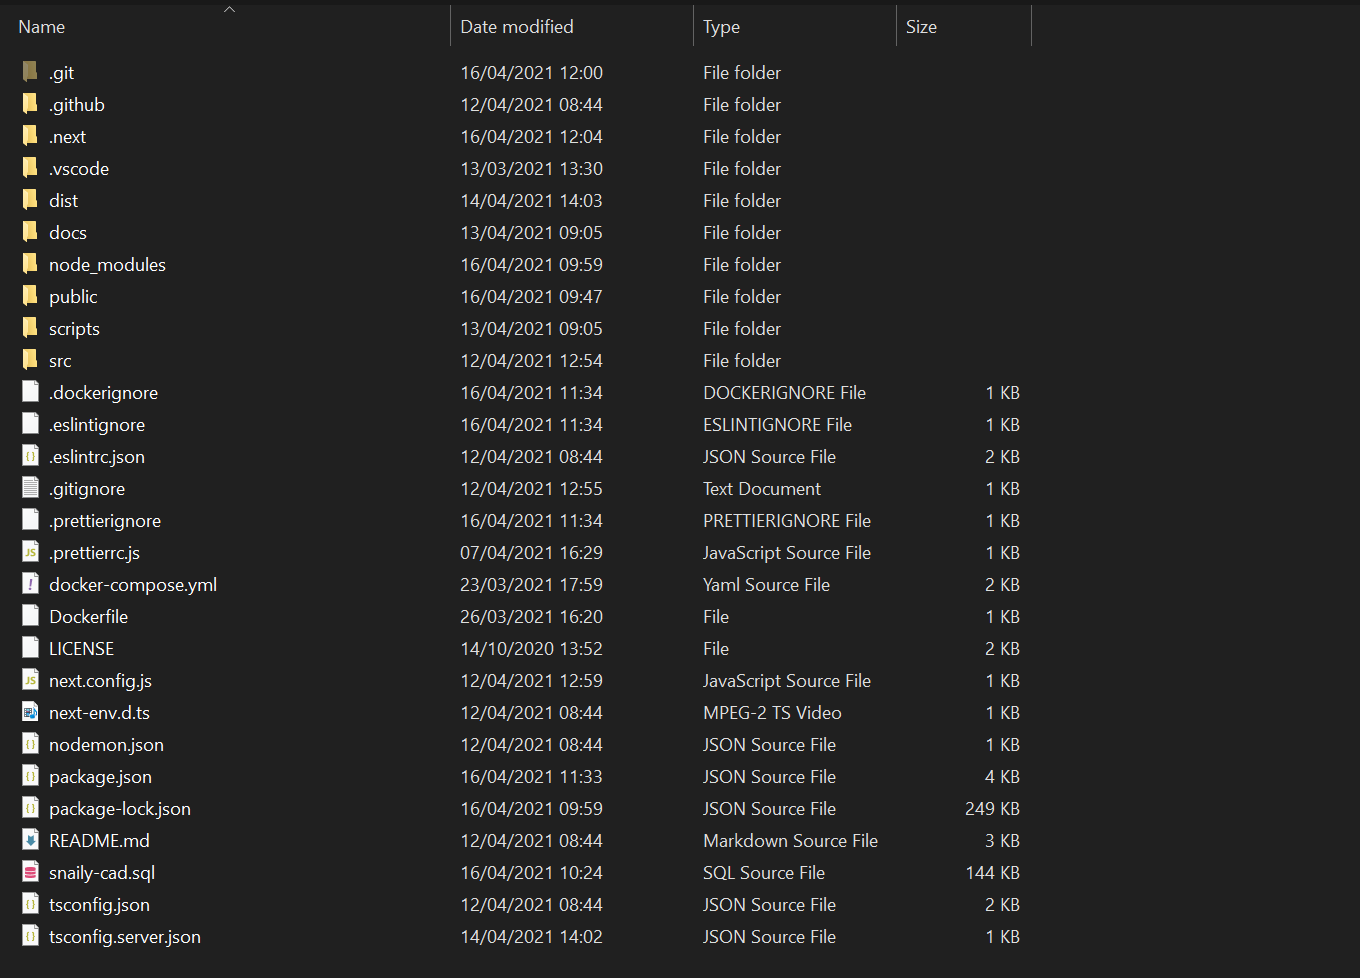 Name Date modified Type Size
.git 16/04/2021 12:00 File folder
.github 12/04/2021 08:44 File folder
.next 16/04/2021 12:04 File folder
.vscode 13/03/2021 13:30 File folder
dist 14/04/2021 14:03 File folder
docs 13/04/2021 09:05 File folder
node_modules 16/04/2021 09:59 File folder
public 16/04/2021 09:47 File folder
scripts 13/04/2021 09:05 File folder
src 12/04/2021 12:54 File folder
.dockerignore 16/04/2021 11:34 DOCKERIGNORE File 1 KB
.eslintignore 16/04/2021 11:34 ESLINTIGNORE File 1 KB
.eslintrc.json 12/04/2021 08:44 JSON Source File 2 KB
.gitignore 12/04/2021 12:55 Text Document 1 KB
.prettierignore 16/04/2021 11:34 PRETTIERIGNORE File 1 KB
.prettierrc.js 07/04/2021 16:29 JavaScript Source File 1 KB
docker-compose.yml 23/03/2021 17:59 Yaml Source File 2 KB
Dockerfile 26/03/2021 16:20 File 1 KB
LICENSE 14/10/2020 13:52 File 2 KB
next.config.js 12/04/2021 12:59 JavaScript Source File 1 KB
next-env.d.ts 12/04/2021 08:44 MPEG-2 TS Video 1 KB
nodemon.json 12/04/2021 08:44 JSON Source File 1 KB
package.json 16/04/2021 11:33 JSON Source File 4 KB
package-lock.json 16/04/2021 09:59 JSON Source File 249 KB
README.md 12/04/2021 08:44 Markdown Source File 3 KB
snaily-cad.sql 16/04/2021 10:24 SQL Source File 144 KB
tsconfig.json 12/04/2021 08:44 JSON Source File 2 KB
tsconfig.server.json 14/04/2021 14:02 JSON Source File 1 KB